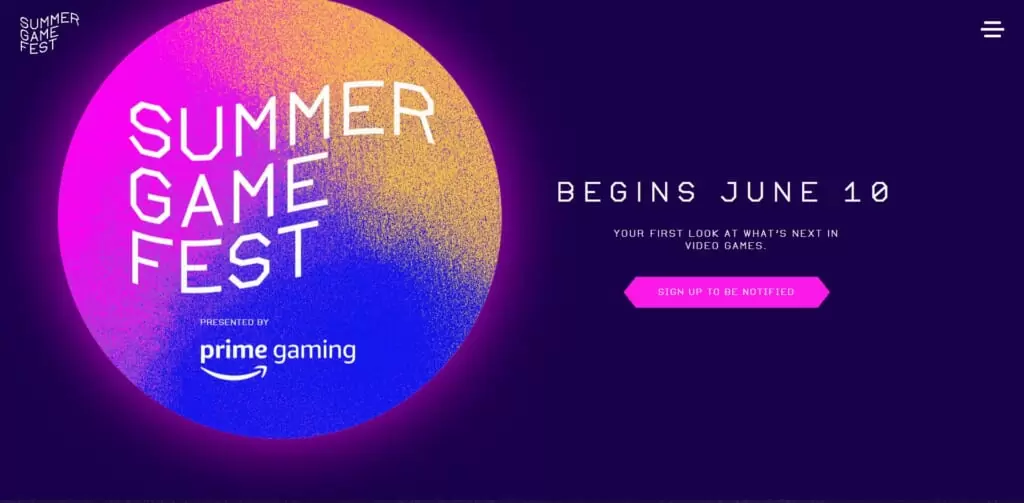 SUMMER
GAME
FEST
SUMMER
GAME
FEST
PRESENTED BY
prime gaming
BEGINS JUNE 10
YOUR FIRST LOOK AT WHAT'S NEXT IN
VIDEO GAMES.
SIGN UP TO BE NOTIFIED